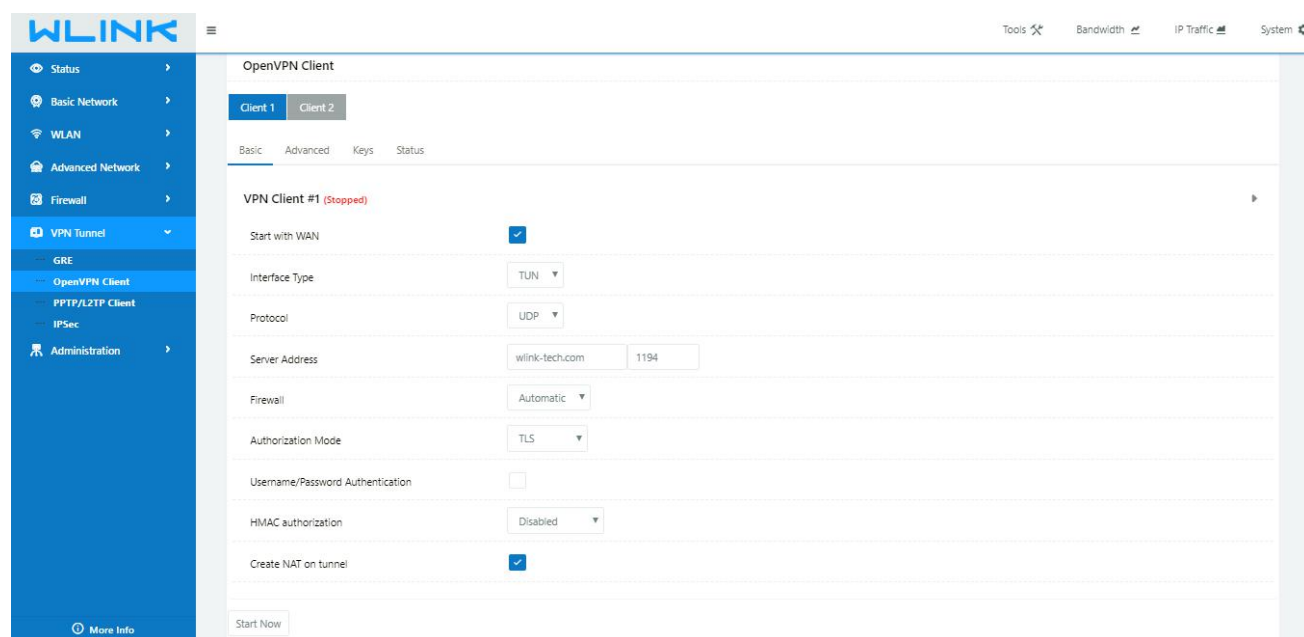 WLINK
Tools Bandwidth IP Traffic System
Status
Basic Network
WLAN
Advanced Network
Firewall
VPN Tunnel
GRE
OpenVPN Client
PPTP/L2TP Client
IPSec
Administration
More Info
OpenVPN Client
Client 1 Client 2
Basic Advanced Keys Status
VPN Client #1 (Stopped)
Start with WAN
Interface Type TUN
Protocol UDP
Server Address wlink-tech.com 1194
Firewall Automatic
Authorization Mode TLS
Username/Password Authentication
HMAC authorization Disabled
Create NAT on tunnel
Start Now